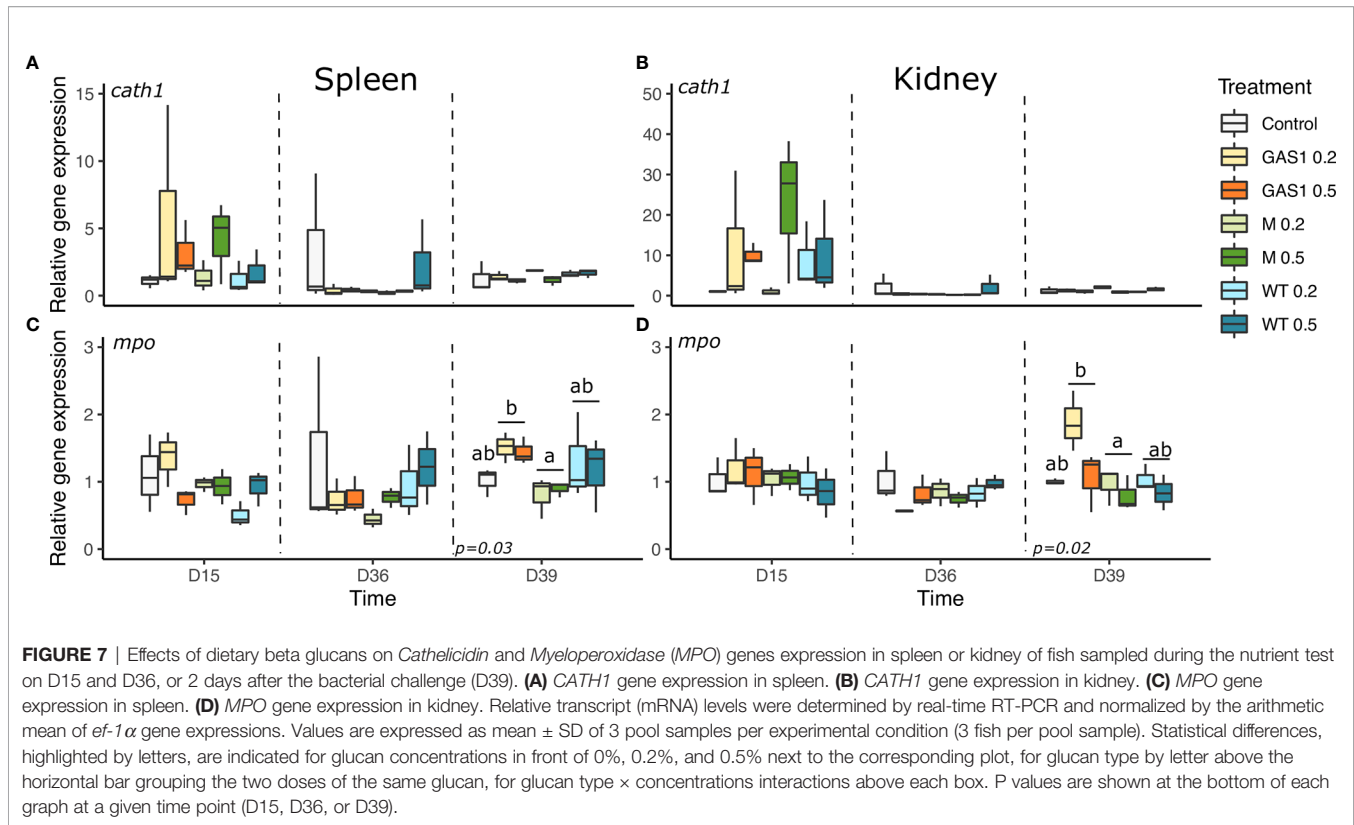 A
Spleen
cath1
Relative gene expression
15
10
5
0
B
Kidney
cath1
50
40
30
20
10
0
Treatment
Control
GAS1 0.2
GAS1 0.5
M 0.2
M 0.5
WT 0.2
WT 0.5
C
mpo
Relative gene expression
3
2
1
0
ab
b
a
ab
p=0.03
D15
D36
D39
Time
D
mpo
3
2
1
0
ab
b
a
ab
p=0.02
D15
D36
D39
Time
FIGURE 7 | Effects of dietary beta glucans on Cathelicidin and Myeloperoxidase (MPO) genes expression in spleen or kidney of fish sampled during the nutrient test
on D15 and D36, or 2 days after the bacterial challenge (D39). (A) CATH1 gene expression in spleen. (B) CATH1 gene expression in kidney. (C) MPO gene
expression in spleen. (D) MPO gene expression in kidney. Relative transcript (mRNA) levels were determined by real-time RT-PCR and normalized by the arithmetic
mean of ef-1α gene expressions. Values are expressed as mean ± SD of 3 pool samples per experimental condition (3 fish per pool sample). Statistical differences,
highlighted by letters, are indicated for glucan concentrations in front of 0%, 0.2%, and 0.5% next to the corresponding plot, for glucan type by letter above the
horizontal bar grouping the two doses of the same glucan, for glucan type × concentrations interactions above each box. P values are shown at the bottom of each
graph at a given time point (D15, D36, or D39).